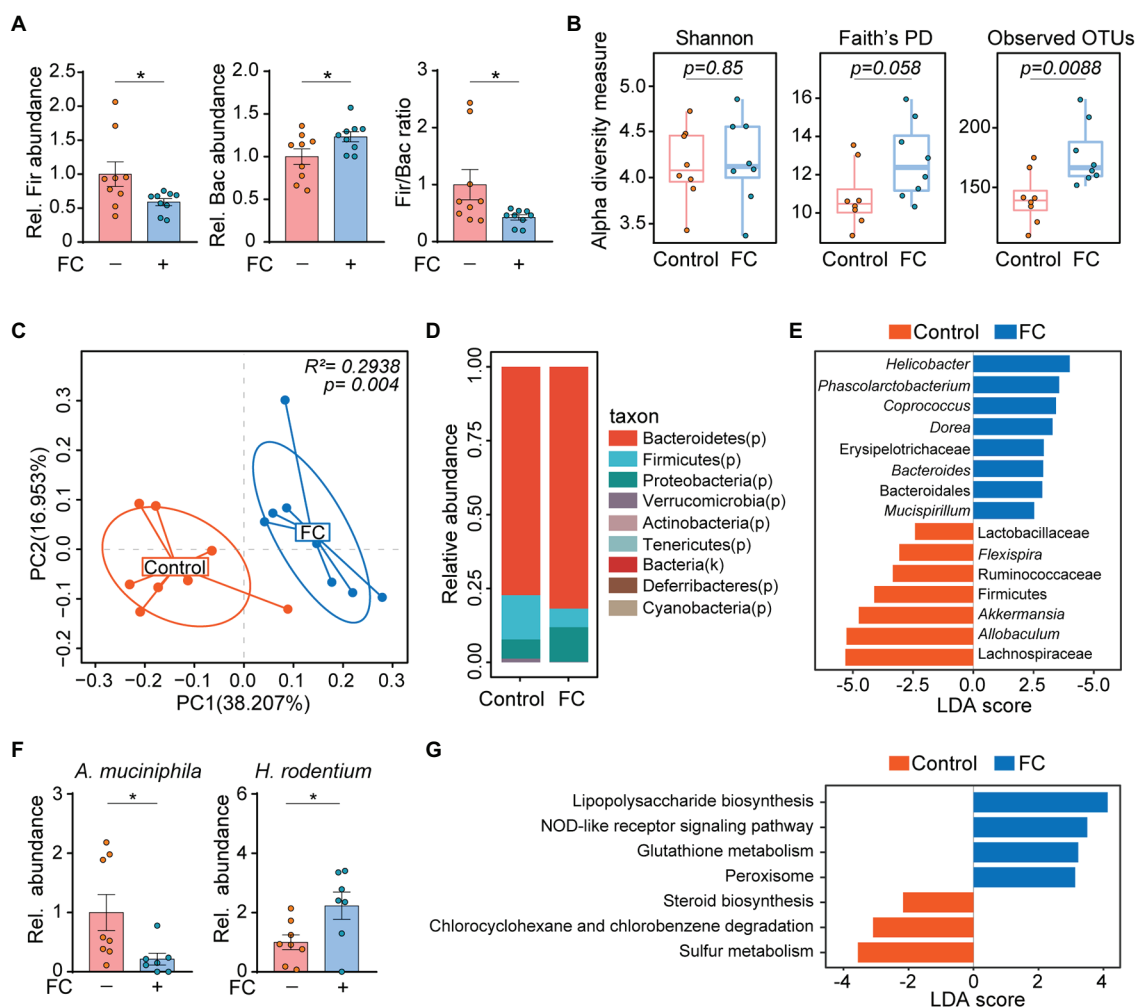 A
Rel. Fir abundance
2.5
2.0
1.5
1.0
0.5
0
*
FC
–
+
Rel. Bac abundance
2.0
1.5
1.0
0.5
0
*
FC
–
+
Fir/Bac ratio
3
2
1
0
*
FC
–
+
B
Alpha diversity measure
Shannon
p=0.85
5.0
4.5
4.0
3.5
Control FC
Faith's PD
p=0.058
16
14
12
10
Control FC
Observed OTUs
p=0.0088
200
150
Control FC
C
R²= 0.2938
p= 0.004
PC2(16.953%)
0.3
0.2
0.1
0.0
−0.1
−0.2
Control
FC
−0.3 −0.2 −0.1 0.0 0.1 0.2 0.3
PC1(38.207%)
D
Relative abundance
1.00
0.75
0.50
0.25
0.00
Control FC
taxon
Bacteroidetes(p)
Firmicutes(p)
Proteobacteria(p)
Verrucomicrobia(p)
Actinobacteria(p)
Tenericutes(p)
Bacteria(k)
Deferribacteres(p)
Cyanobacteria(p)
E
Control FC
Helicobacter
Phascolarctobacterium
Coprococcus
Dorea
Erysipelotrichaceae
Bacteroides
Bacteroidales
Mucispirillum
Lactobacillaceae
Flexispira
Ruminococcaceae
Firmicutes
Akkermansia
Allobaculum
Lachnospiraceae
-5.0 -2.5 0.0 2.5 -5.0
LDA score
F
A. muciniphila
Rel. abundance
3
2
1
0
*
FC
–
+
H. rodentium
Rel. abundance
6
4
2
0
*
FC
–
+
G
Control FC
Lipopolysaccharide biosynthesis
NOD-like receptor signaling pathway
Glutathione metabolism
Peroxisome
Steroid biosynthesis
Chlorocyclohexane and chlorobenzene degradation
Sulfur metabolism
-4 -2 0 2 4
LDA score